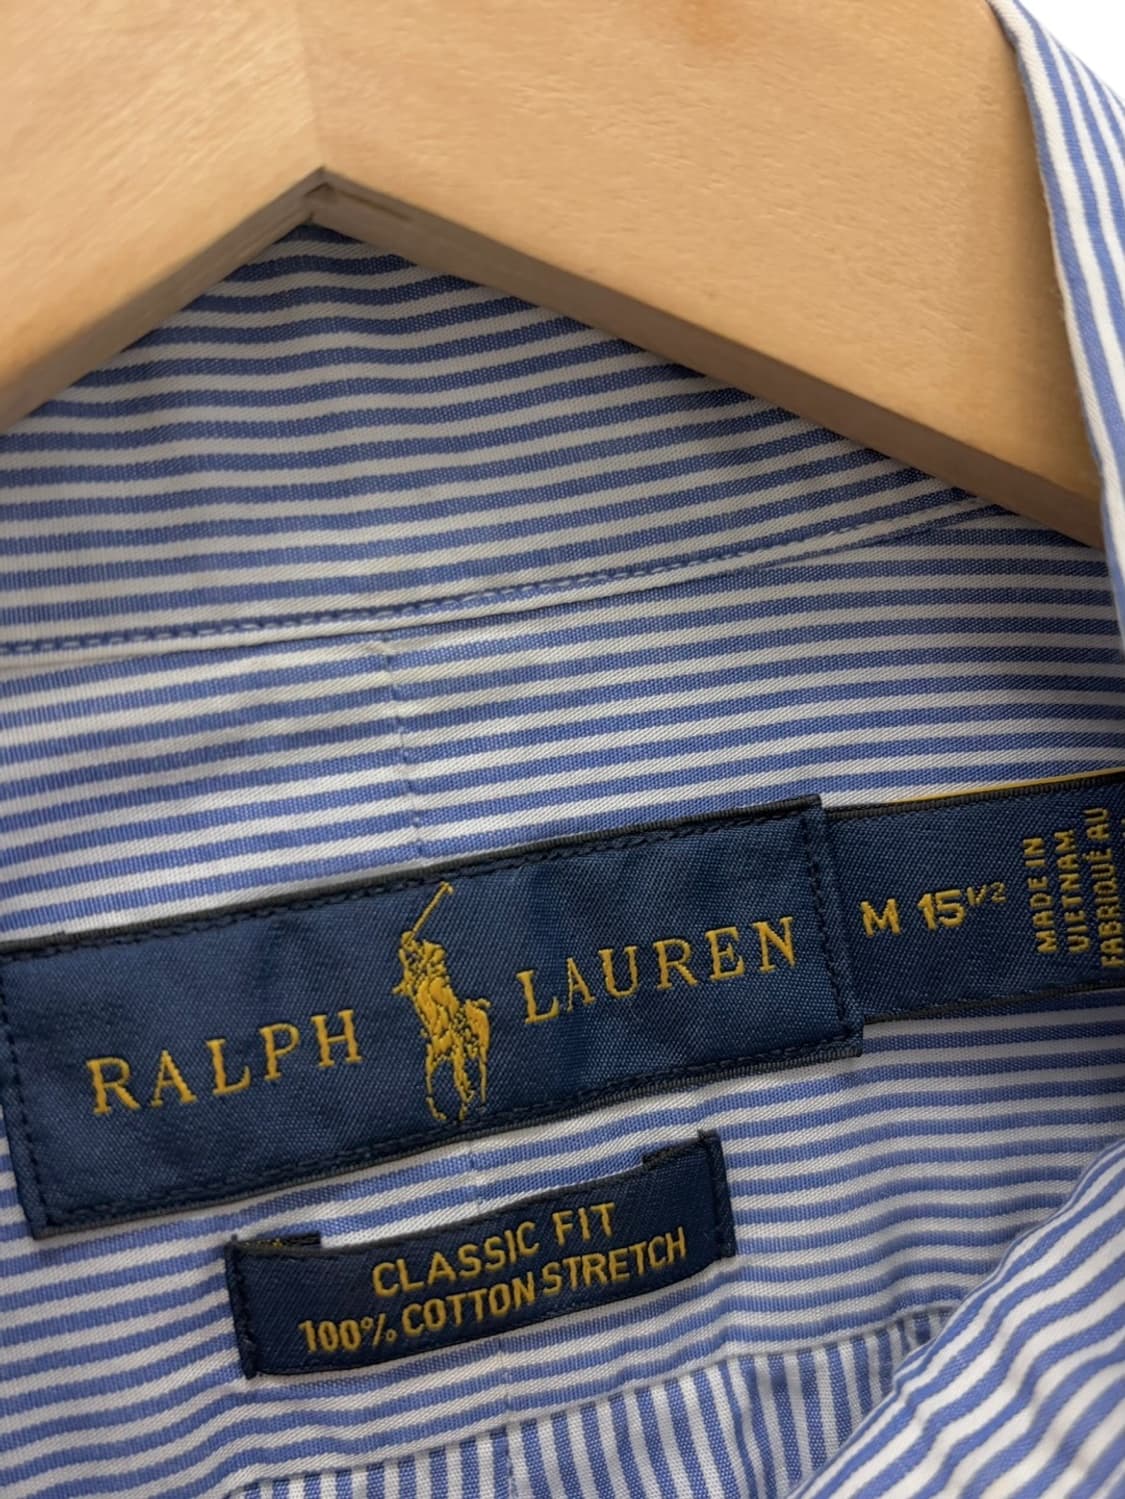 RALPH LAUREN
M 15 1/2
MADE IN
VIETNAM
FABRIQUÉ AU
CLASSIC FIT
100% COTTON STRETCH